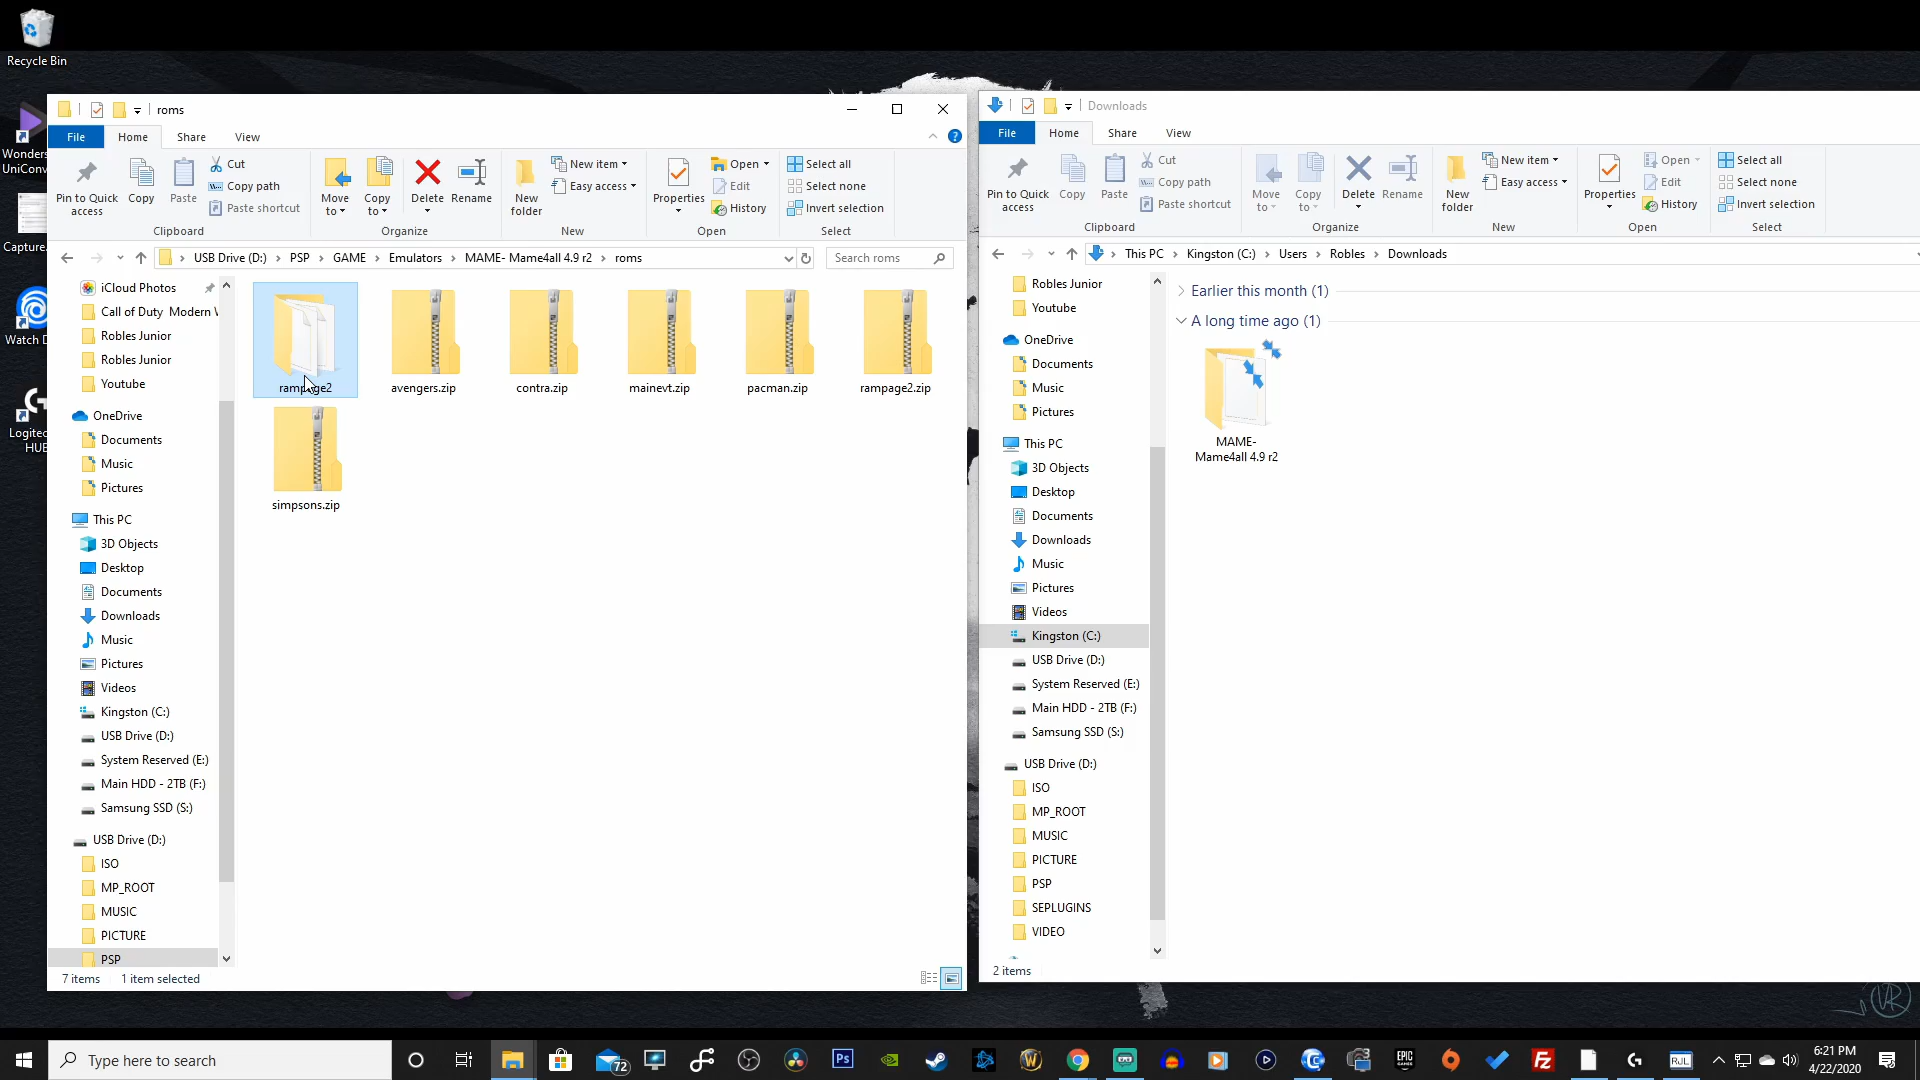 Recycle Bin
Wonders
UniConv
Capture.
Watch D
Logitec
HUB
roms
File
Home
Share
View
Pin to Quick
access
Copy
Paste
Cut
Copy path
Paste shortcut
Clipboard
Move
to
Copy
to
Delete
Rename
Organize
New
folder
New item
Easy access
New
Properties
Open
Edit
History
Open
Select all
Select none
Invert selection
Select
USB Drive (D:) > PSP > GAME > Emulators > MAME- Mame4all 4.9 r2 > roms
Search roms
iCloud Photos
Call of Duty Modern W
Robles Junior
Robles Junior
Youtube
OneDrive
Documents
Music
Pictures
This PC
3D Objects
Desktop
Documents
Downloads
Music
Pictures
Videos
Kingston (C:)
USB Drive (D:)
System Reserved (E:)
Main HDD - 2TB (F:)
Samsung SSD (S:)
USB Drive (D:)
ISO
MP_ROOT
MUSIC
PICTURE
PSP
rampage2
avengers.zip
contra.zip
mainevt.zip
pacman.zip
rampage2.zip
simpsons.zip
7 items
1 item selected
Downloads
File
Home
Share
View
Pin to Quick
access
Copy
Paste
Cut
Copy path
Paste shortcut
Clipboard
Move
to
Copy
to
Delete
Rename
Organize
New
folder
New item
Easy access
New
Properties
Open
Edit
History
Open
Select all
Select none
Invert selection
Select
This PC > Kingston (C:) > Users > Robles > Downloads
Robles Junior
Youtube
OneDrive
Documents
Music
Pictures
This PC
3D Objects
Desktop
Documents
Downloads
Music
Pictures
Videos
Kingston (C:)
USB Drive (D:)
System Reserved (E:)
Main HDD - 2TB (F:)
Samsung SSD (S:)
USB Drive (D:)
ISO
MP_ROOT
MUSIC
PICTURE
PSP
SEPLUGINS
VIDEO
Earlier this month (1)
A long time ago (1)
MAME-
Mame4all 4.9 r2
2 items
Type here to search
72
Ps
W
EPIC
GAMES
FZ
RJL
6:21 PM
4/22/2020